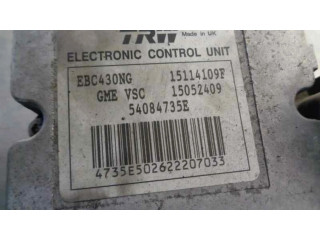 TRW
Made in UK
ELECTRONIC CONTROL UNIT
EBC430NG 15114109F
GME VSC 15052409
54084735E
4735E502622207033